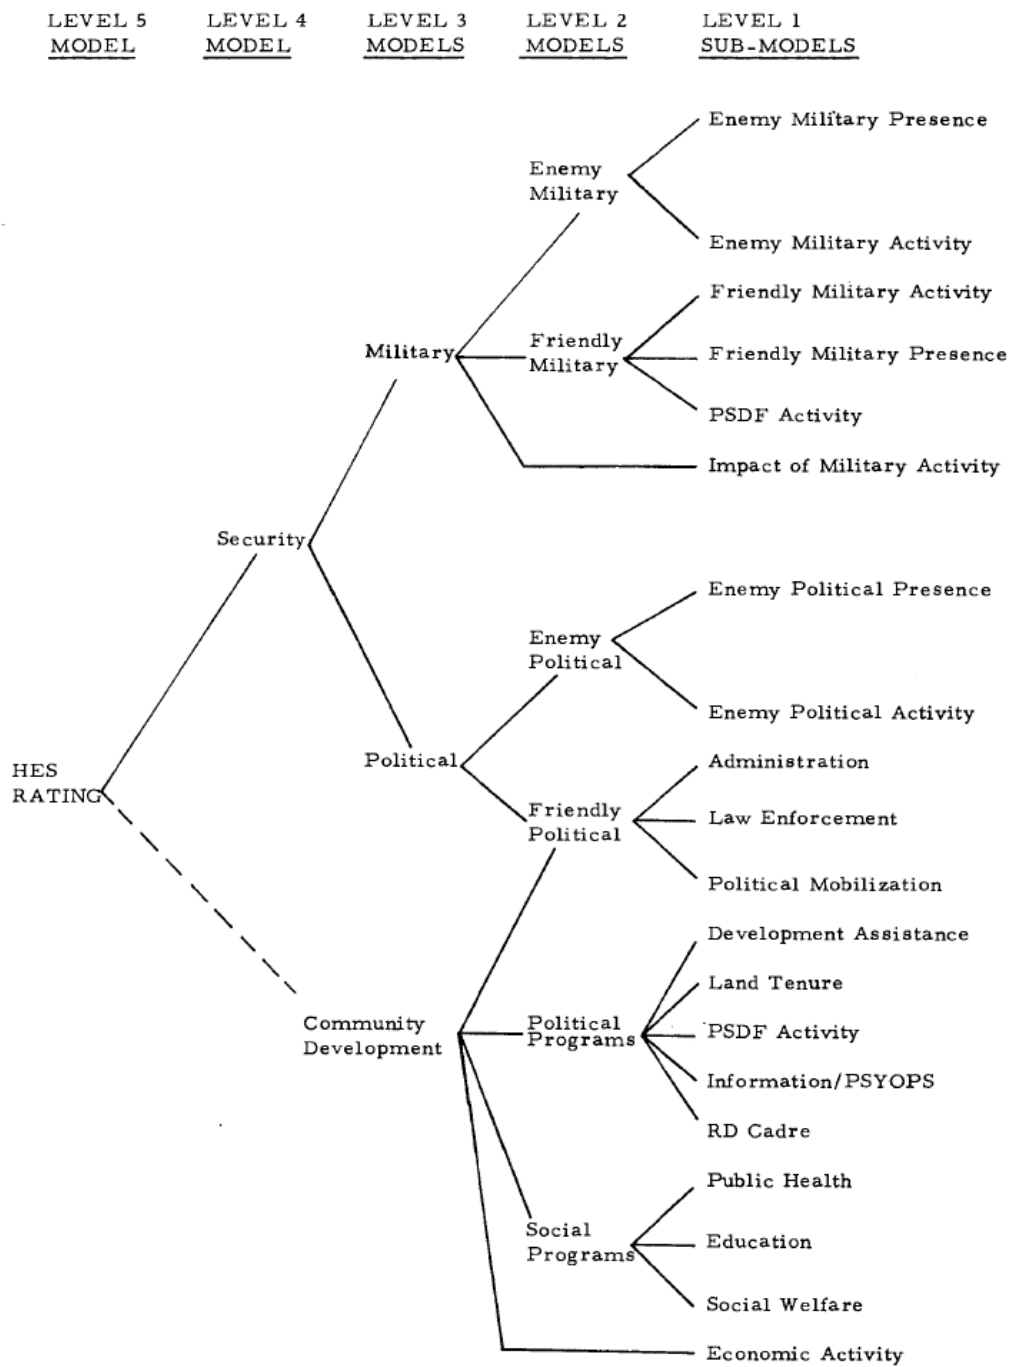 LEVEL 5
MODEL
LEVEL 4
MODEL
LEVEL 3
MODELS
LEVEL 2
MODELS
LEVEL 1
SUB-MODELS
Enemy Military Presence
Enemy
Military
Enemy Military Activity
Friendly Military Activity
Military
Friendly
Military
Friendly Military Presence
PSDF Activity
Impact of Military Activity
Security
Enemy Political Presence
Enemy
Political
Enemy Political Activity
Political
Administration
HES
RATING
Friendly
Political
Law Enforcement
Political Mobilization
Development Assistance
Land Tenure
Community
Development
Political
Programs
PSDF Activity
Information/PSYOPS
RD Cadre
Public Health
Social
Programs
Education
Social Welfare
Economic Activity